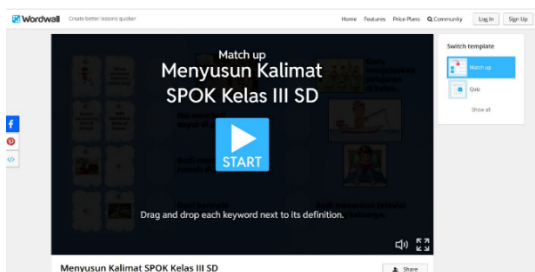 Wordwall Create better lessons quicker
Home Features Price Plans Community Log In Sign Up
Switch template
Match up
Quiz
Show all
Match up
Menyusun Kalimat
SPOK Kelas III SD
START
Drag and drop each keyword next to its definition.
Menyusun Kalimat SPOK Kelas III SD
Share